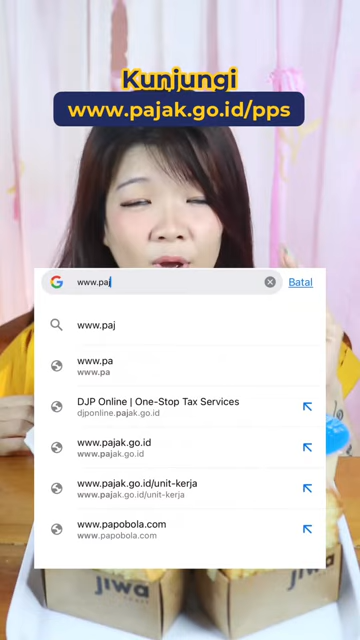 Kunjungi
www.pajak.go.id/pps
www.paj
Batal
www.paj
www.pa
www.pa
DJP Online | One-Stop Tax Services
djponline.pajak.go.id
www.pajak.go.id
www.pajak.go.id
www.pajak.go.id/unit-kerja
www.pajak.go.id/unit-kerja
www.papobola.com
www.papobola.com
jiwa
jiwa